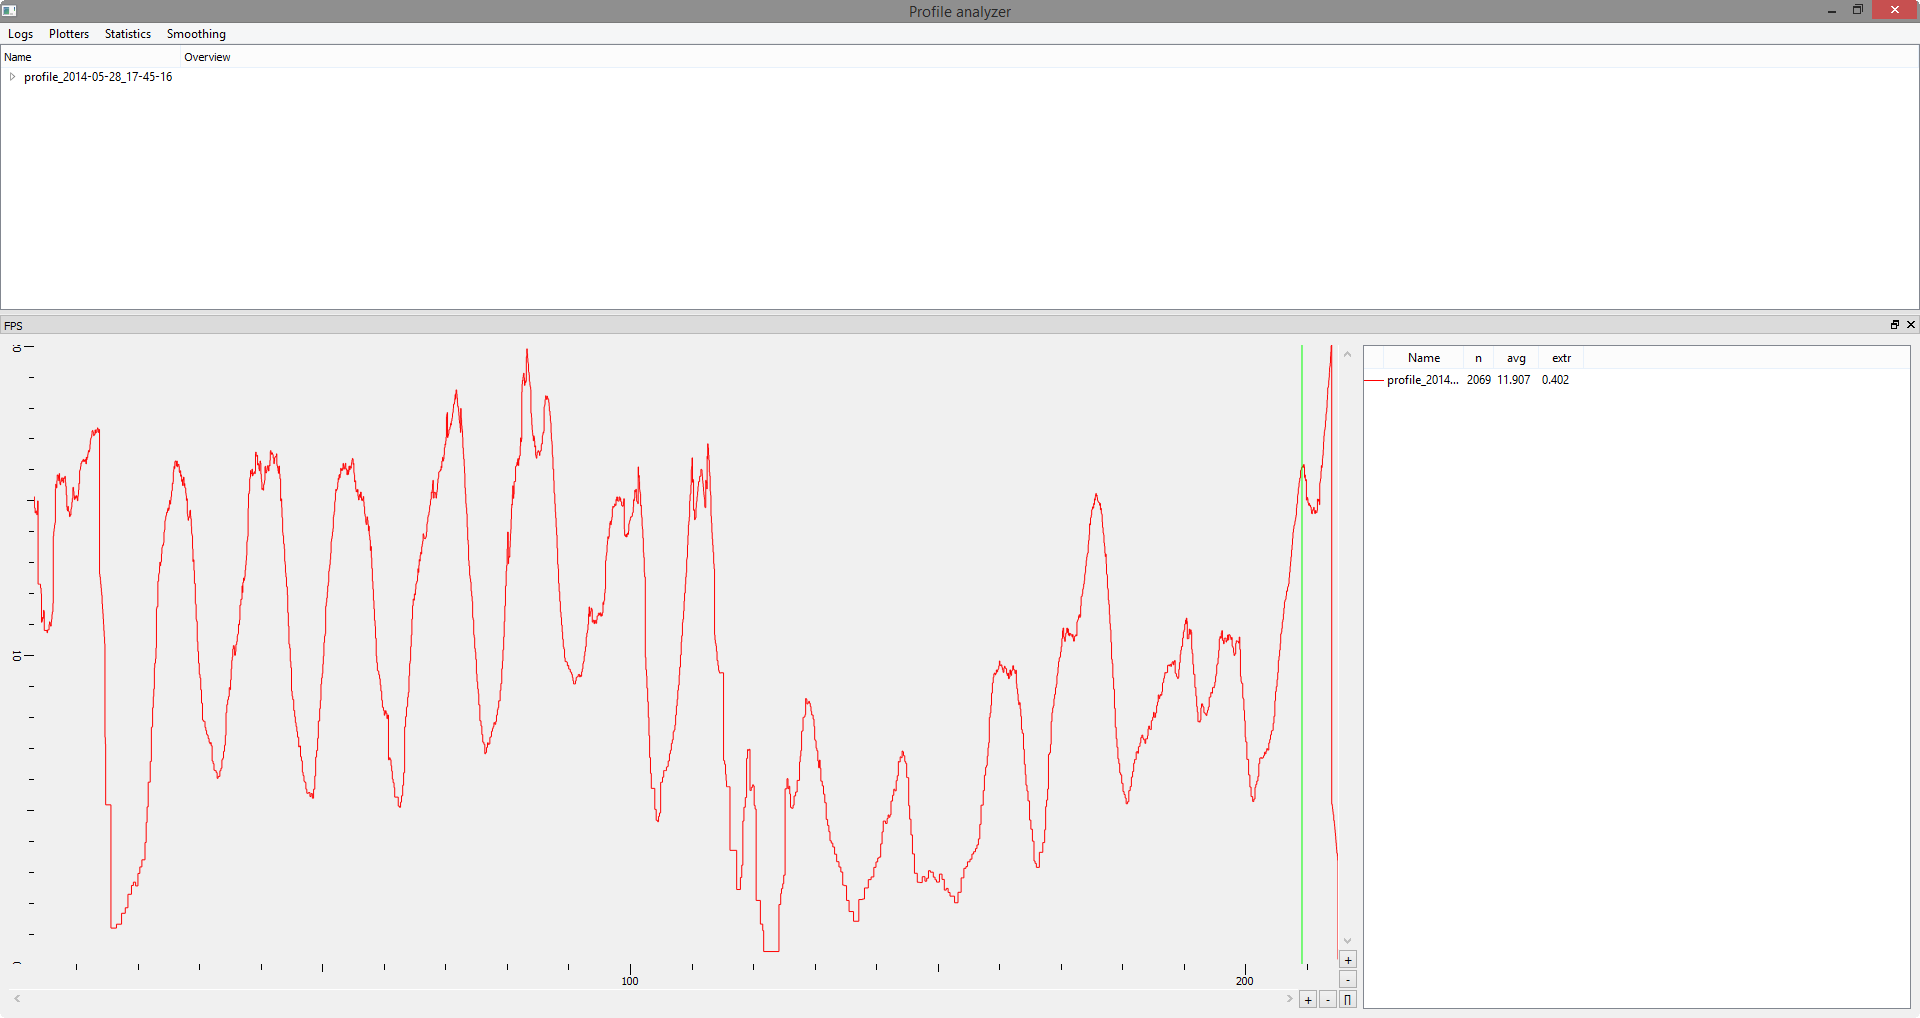 Profile analyzer
Logs Plotters Statistics Smoothing
Name Overview
profile_2014-05-28_17-45-16
FPS
Name n avg extr
profile_2014... 2069 11.907 0.402
10
100 200
+
-
+ -